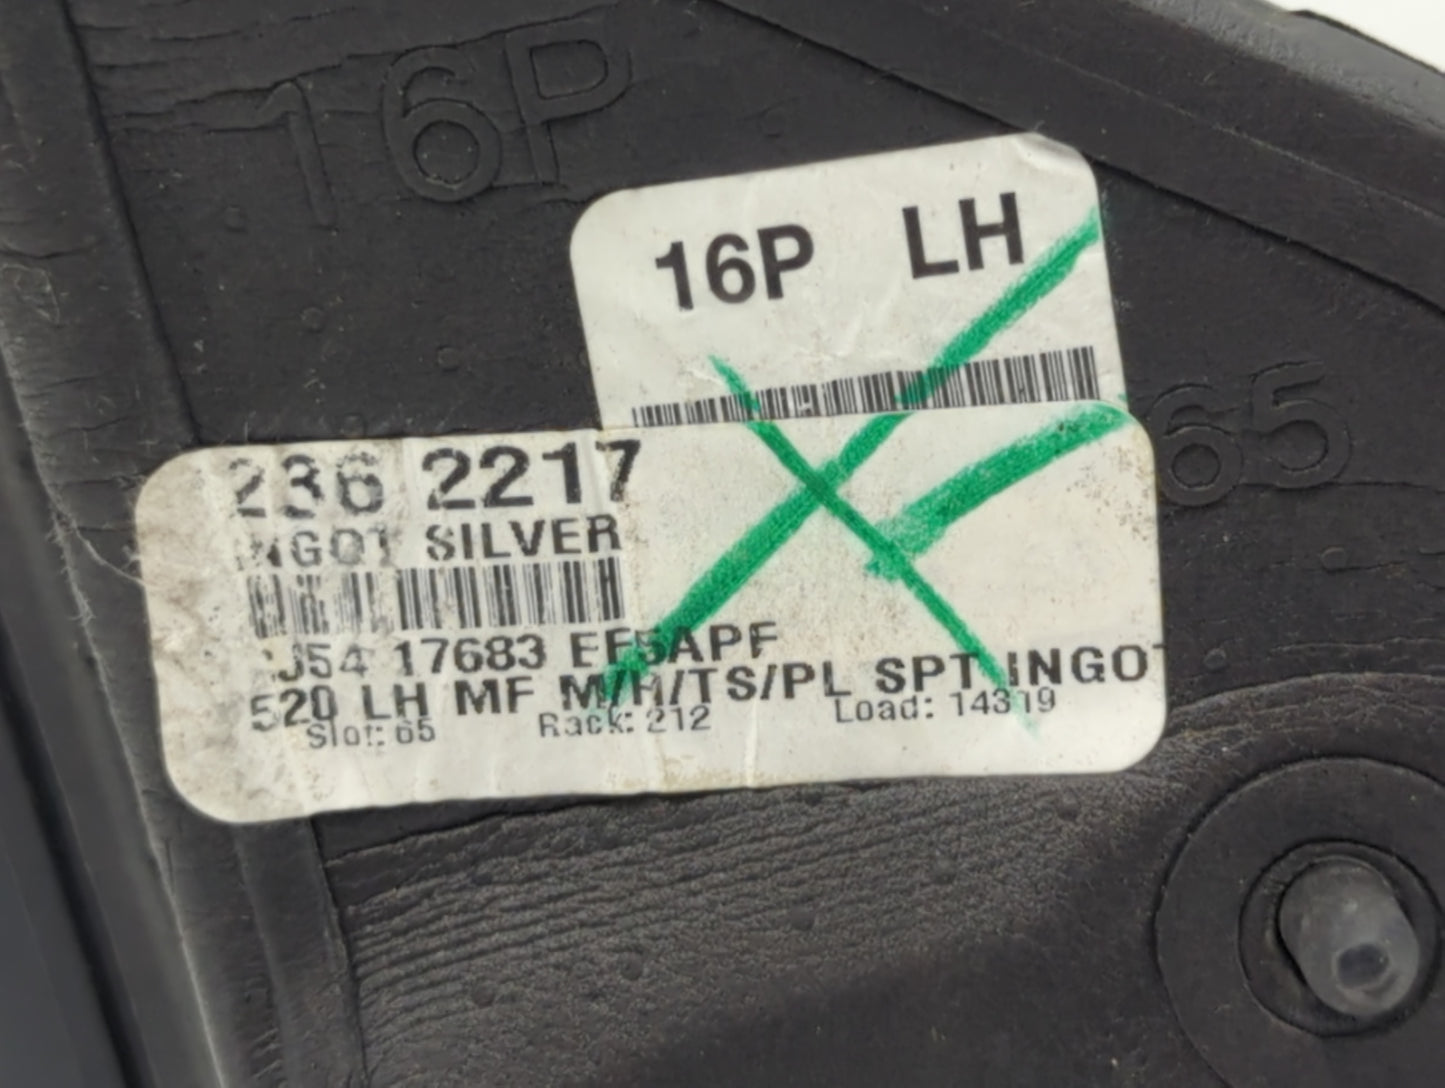 16P
16P LH
65
236 2217
INGOT SILVER
17683
520 LH MF M/H/TS/PL SPT INGOT
Slot: 65 Rack: 212 Load: 14319